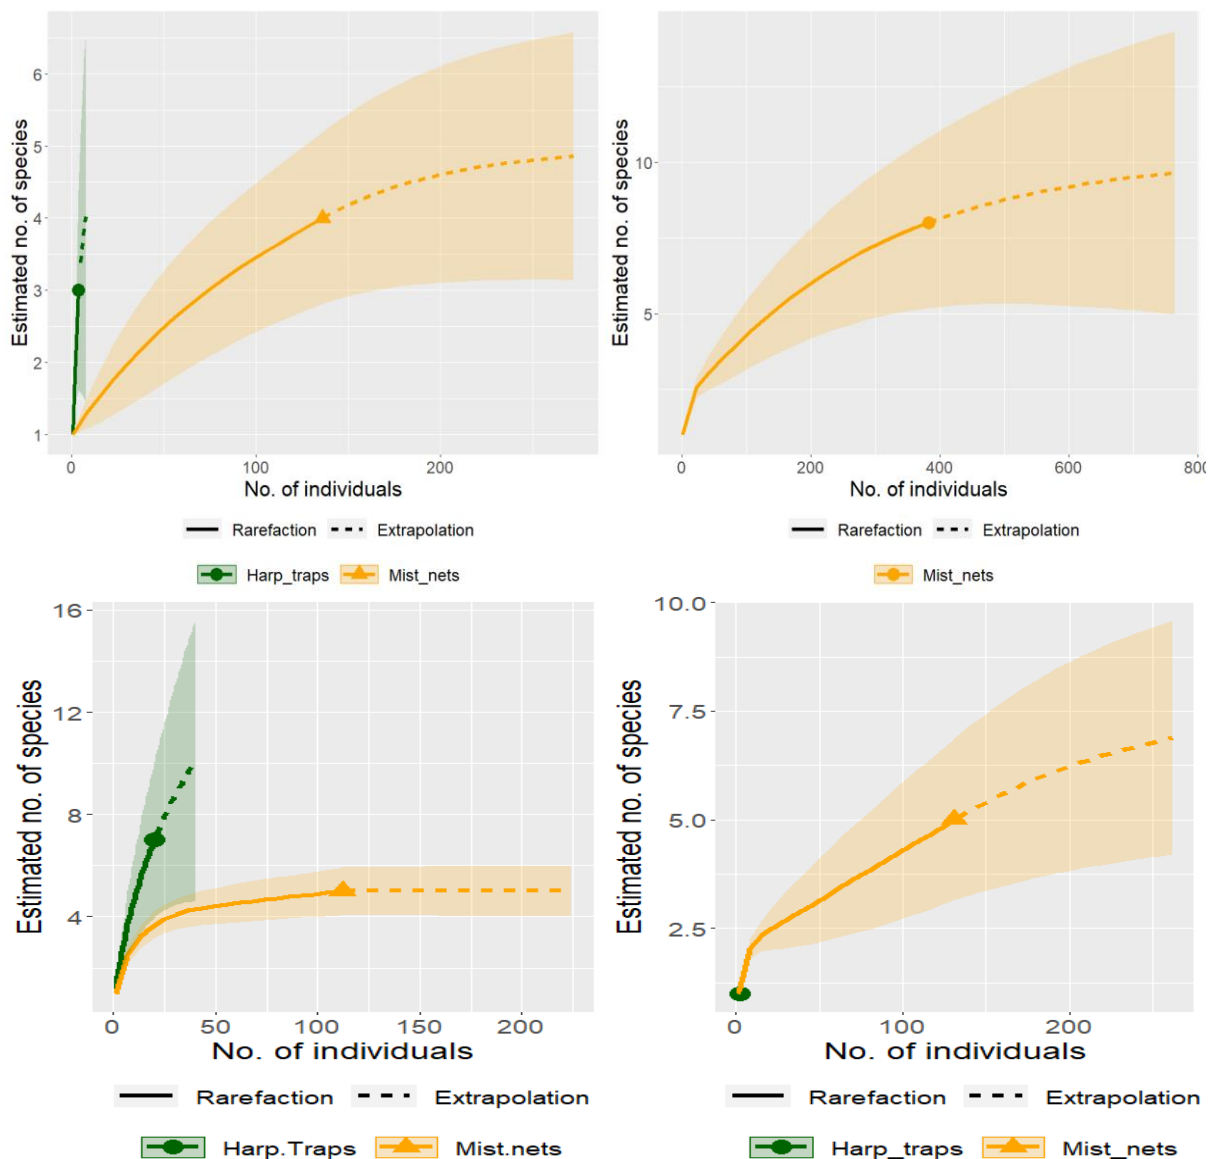 Estimated no. of species
6
5
4
3
2
1
0 100 200
No. of individuals
Rarefaction Extrapolation
Harp_traps Mist_nets
Estimated no. of species
10
5
0 200 400 600 800
No. of individuals
Rarefaction Extrapolation
Mist_nets
Estimated no. of species
16
12
8
4
0 50 100 150 200
No. of individuals
Rarefaction Extrapolation
Harp.Traps Mist.nets
Estimated no. of species
10.0
7.5
5.0
2.5
0 100 200
No. of individuals
Rarefaction Extrapolation
Harp_traps Mist_nets